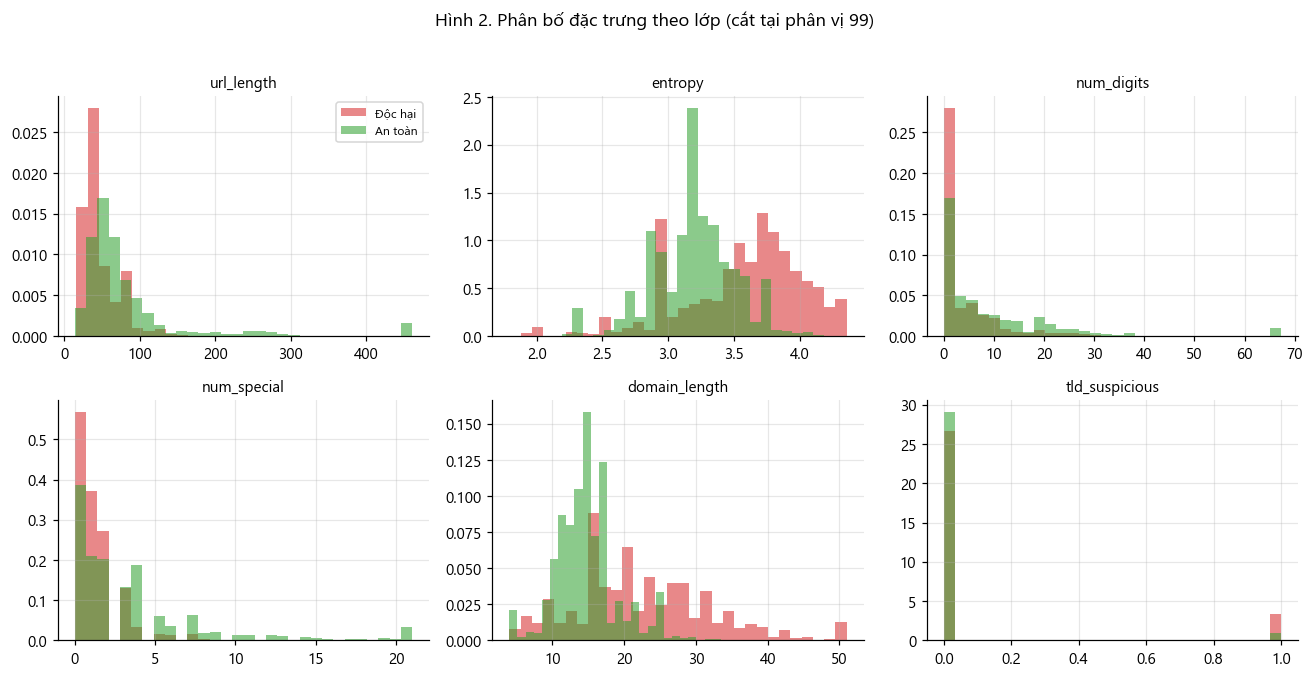 Hình 2. Phân bố đặc trưng theo lớp (cắt tại phân vị 99)
url_length
Độc hại
An toàn
0.025
0.020
0.015
0.010
0.005
0.000
0 100 200 300 400
entropy
2.5
2.0
1.5
1.0
0.5
0.0
2.0 2.5 3.0 3.5 4.0
num_digits
0.25
0.20
0.15
0.10
0.05
0.00
0 10 20 30 40 50 60 70
num_special
0.5
0.4
0.3
0.2
0.1
0.0
0 5 10 15 20
domain_length
0.150
0.125
0.100
0.075
0.050
0.025
0.000
10 20 30 40 50
tld_suspicious
30
25
20
15
10
5
0
0.0 0.2 0.4 0.6 0.8 1.0